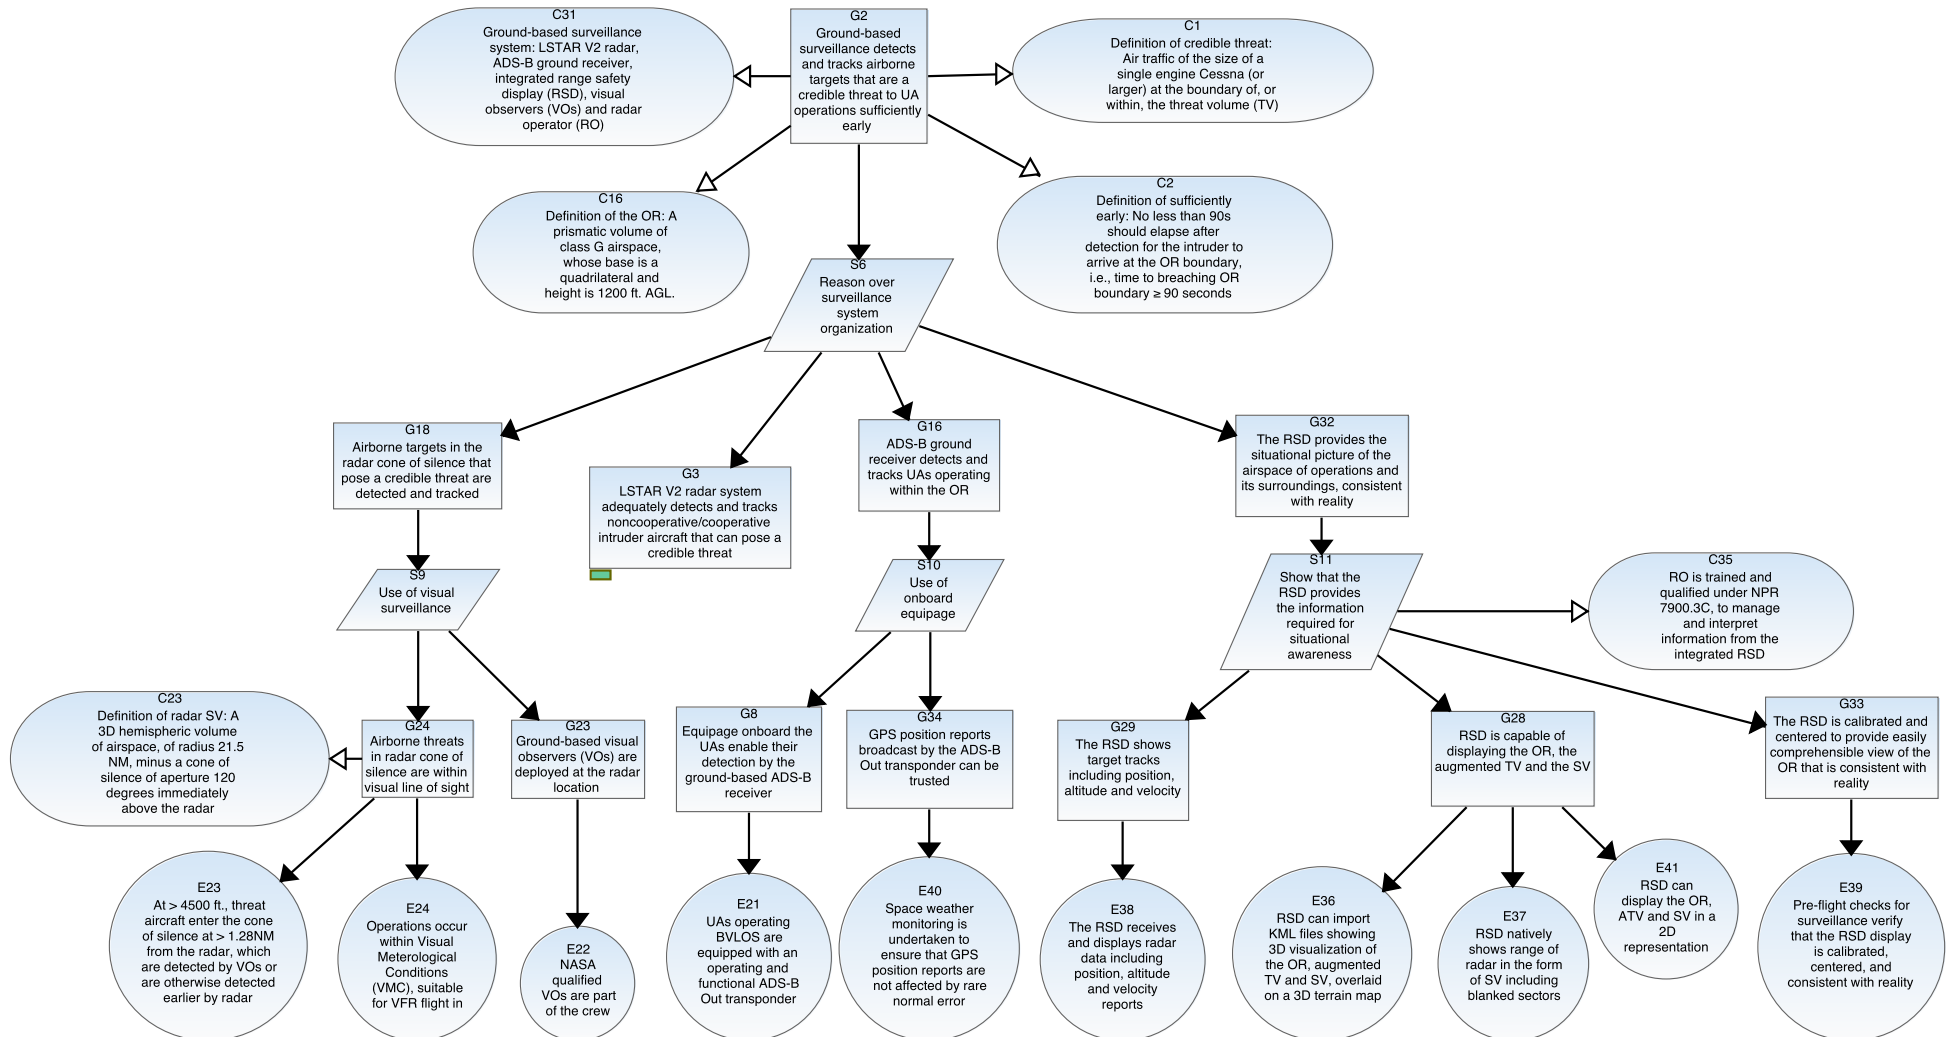 C31
Ground-based surveillance
system: LSTAR V2 radar,
ADS-B ground receiver,
integrated range safety
display (RSD), visual
observers (VOs) and radar
operator (RO)
G2
Ground-based
surveillance detects
and tracks airborne
targets that are a
credible threat to UA
operations sufficiently
early
C1
Definition of credible threat:
Air traffic of the size of a
single engine Cessna (or
larger) at the boundary of, or
within, the threat volume (TV)
C16
Definition of the OR: A
prismatic volume of
class G airspace,
whose base is a
quadrilateral and
height is 1200 ft. AGL.
C2
Definition of sufficiently
early: No less than 90s
should elapse after
detection for the intruder to
arrive at the OR boundary,
i.e., time to breaching OR
boundary ≥ 90 seconds
S6
Reason over
surveillance
system
organization
G18
Airborne targets in the
radar cone of silence that
pose a credible threat are
detected and tracked
G3
LSTAR V2 radar system
adequately detects and tracks
noncooperative/cooperative
intruder aircraft that can pose a
credible threat
G16
ADS-B ground
receiver detects and
tracks UAs operating
within the OR
G32
The RSD provides the
situational picture of the
airspace of operations and
its surroundings, consistent
with reality
S9
Use of visual
surveillance
S10
Use of
onboard
equipage
S11
Show that the
RSD provides
the information
required for
situational
awareness
C35
RO is trained and
qualified under NPR
7900.3C, to manage
and interpret
information from the
integrated RSD
C23
Definition of radar SV: A
3D hemispheric volume
of airspace, of radius 21.5
NM, minus a cone of
silence of aperture 120
degrees immediately
above the radar
G24
Airborne threats
in radar cone of
silence are within
visual line of sight
G23
Ground-based visual
observers (VOs) are
deployed at the radar
location
G8
Equipage onboard the
UAs enable their
detection by the
ground-based ADS-B
receiver
G34
GPS position reports
broadcast by the ADS-B
Out transponder can be
trusted
G29
The RSD shows
target tracks
including position,
altitude and velocity
G28
RSD is capable of
displaying the OR, the
augmented TV and the SV
G33
The RSD is calibrated and
centered to provide easily
comprehensible view of the
OR that is consistent with
reality
E23
At > 4500 ft., threat
aircraft enter the cone
of silence at > 1.28NM
from the radar, which
are detected by VOs or
are otherwise detected
earlier by radar
E24
Operations occur
within Visual
Meterological
Conditions
(VMC), suitable
for VFR flight in
E22
NASA
qualified
VOs are part
of the crew
E21
UAs operating
BVLOS are
equipped with an
operating and
functional ADS-B
Out transponder
E40
Space weather
monitoring is
undertaken to
ensure that GPS
position reports are
not affected by rare
normal error
E38
The RSD receives
and displays radar
data including
position, altitude
and velocity
reports
E36
RSD can import
KML files showing
3D visualization of
the OR, augmented
TV and SV, overlaid
on a 3D terrain map
E37
RSD natively
shows range of
radar in the form
of SV including
blanked sectors
E41
RSD can
display the OR,
ATV and SV in a
2D
representation
E39
Pre-flight checks for
surveillance verify
that the RSD display
is calibrated,
centered, and
consistent with reality